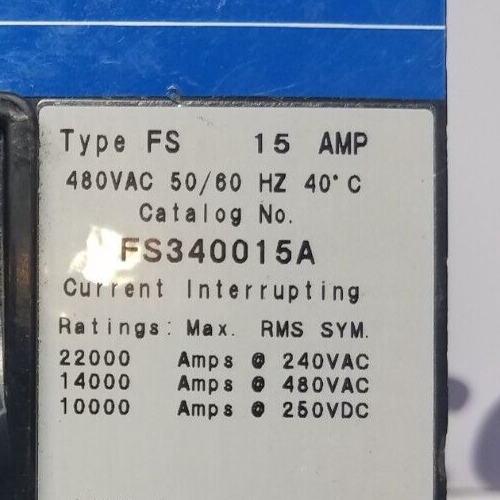 Type FS 15 AMP
480VAC 50/60 HZ 40°C
Catalog No.
FS340015A
Current Interrupting
Ratings: Max. RMS SYM.
22000 Amps @ 240VAC
14000 Amps @ 480VAC
10000 Amps @ 250VDC